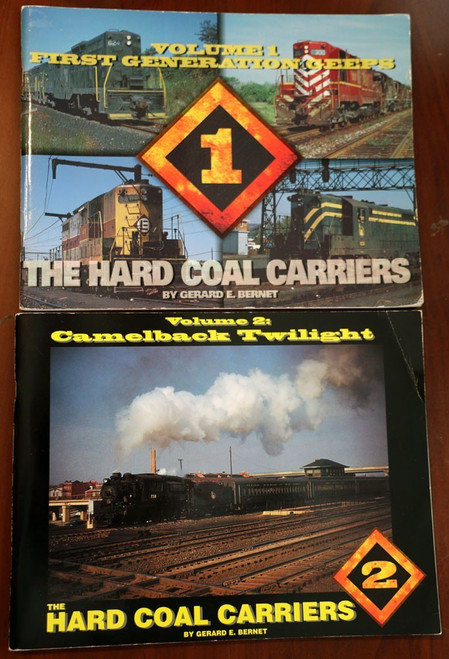 VOLUME 1
FIRST GENERATION GEEPS
1
THE HARD COAL CARRIERS
BY GERARD E. BERNET
Volume 2:
Camelback Twilight
2
THE
HARD COAL CARRIERS
BY GERARD E. BERNET